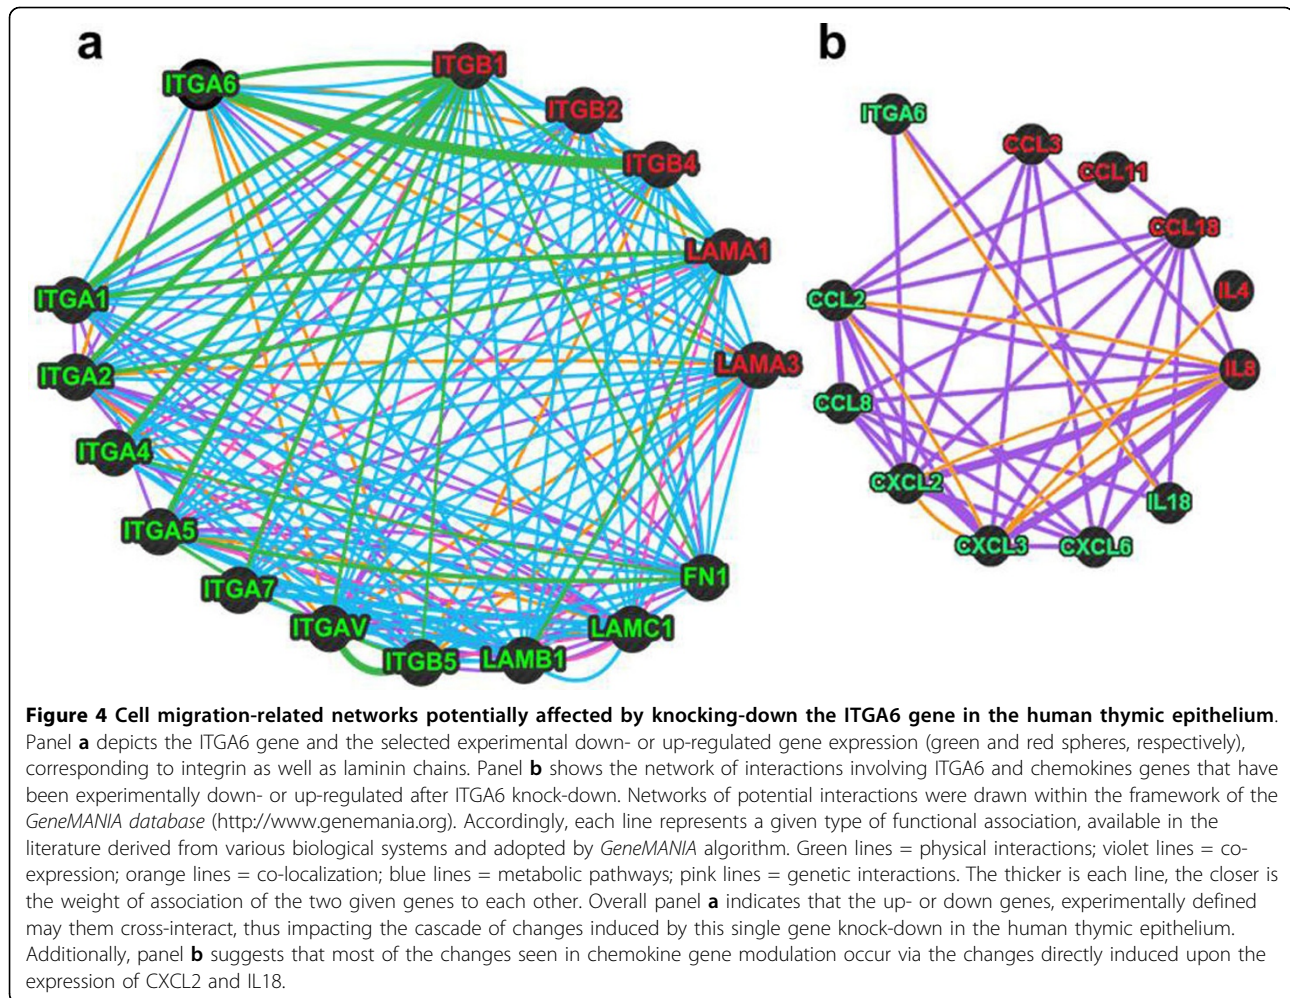 a
b
ITGA6
ITGB1
ITGB2
ITGB4
LAMA1
LAMA3
FN1
LAMC1
LAMB1
ITGB5
ITGAV
ITGA7
ITGA5
ITGA4
ITGA2
ITGA1
ITGA6
CCL3
CCL11
CCL18
IL4
IL8
IL18
CXCL6
CXCL3
CXCL2
CCL8
CCL2
Figure 4 Cell migration-related networks potentially affected by knocking-down the ITGA6 gene in the human thymic epithelium.
Panel a depicts the ITGA6 gene and the selected experimental down- or up-regulated gene expression (green and red spheres, respectively),
corresponding to integrin as well as laminin chains. Panel b shows the network of interactions involving ITGA6 and chemokines genes that have
been experimentally down- or up-regulated after ITGA6 knock-down. Networks of potential interactions were drawn within the framework of the
GeneMANIA database (http://www.genemania.org). Accordingly, each line represents a given type of functional association, available in the
literature derived from various biological systems and adopted by GeneMANIA algorithm. Green lines = physical interactions; violet lines = co-
expression; orange lines = co-localization; blue lines = metabolic pathways; pink lines = genetic interactions. The thicker is each line, the closer is
the weight of association of the two given genes to each other. Overall panel a indicates that the up- or down genes, experimentally defined
may them cross-interact, thus impacting the cascade of changes induced by this single gene knock-down in the human thymic epithelium.
Additionally, panel b suggests that most of the changes seen in chemokine gene modulation occur via the changes directly induced upon the
expression of CXCL2 and IL18.